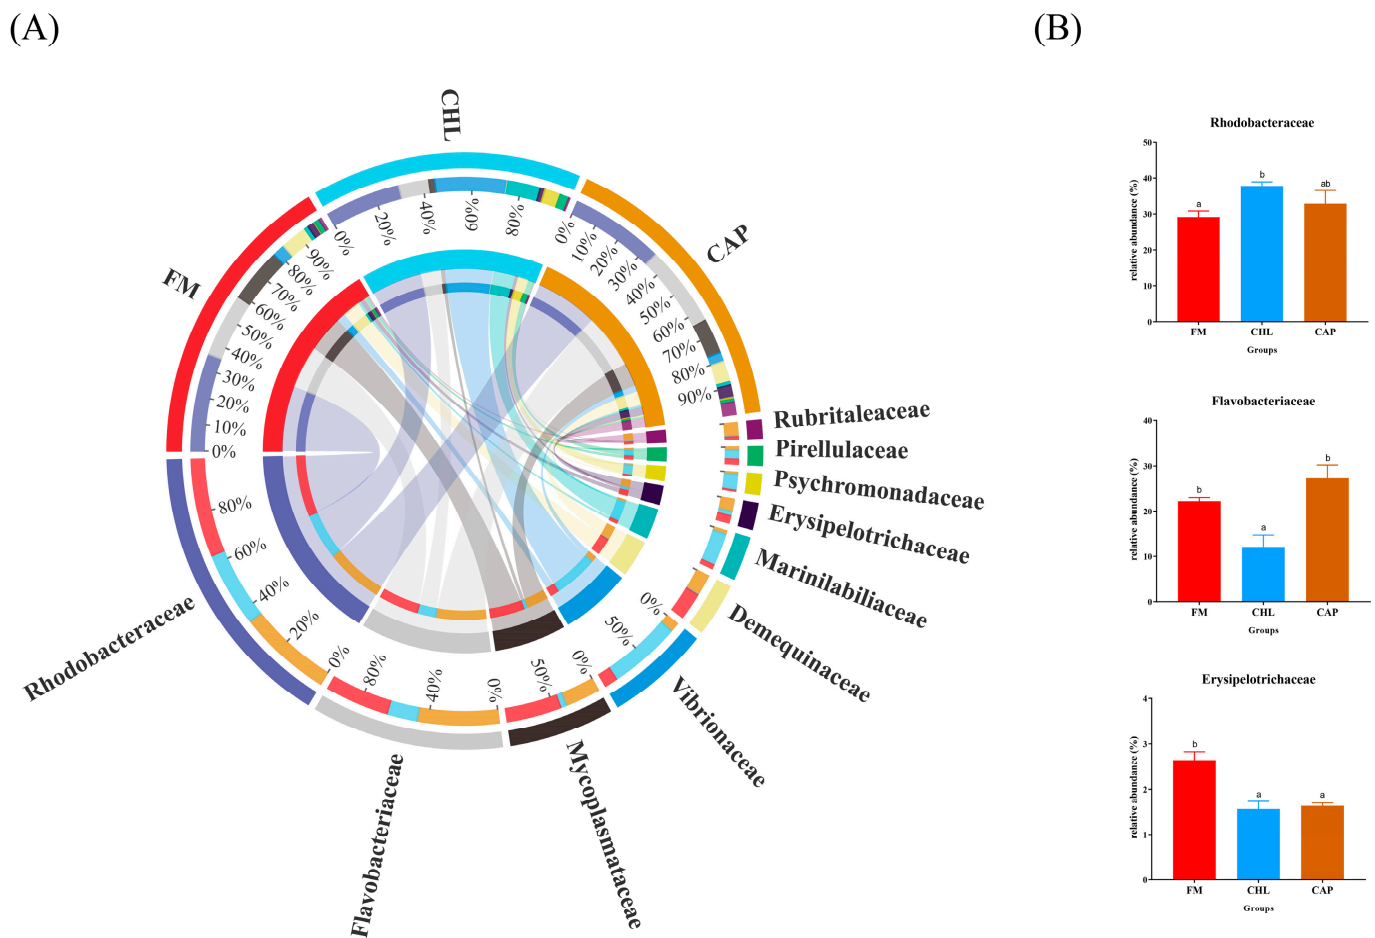 (A)
(B)
CHL
FM
CAP
0%
20%
40%
60%
80%
0%
10%
20%
30%
40%
50%
60%
70%
80%
90%
0%
10%
20%
30%
40%
50%
60%
70%
80%
90%
Rubritaleaceae
Pirellulaceae
Psychromonadaceae
Erysipelotrichaceae
Marinilabiliaceae
Demequinaceae
Vibrionaceae
Mycoplasmataceae
Flavobacteriaceae
Rhodobacteraceae
0%
50%
0%
50%
0%
40%
80%
0%
20%
40%
60%
80%
Rhodobacteraceae
relative abundance (%)
50
40
30
20
10
0
a
b
ab
FM CHL CAP
Groups
Flavobacteriaceae
relative abundance (%)
40
30
20
10
0
b
a
b
FM CHL CAP
Groups
Erysipelotrichaceae
relative abundance (%)
4
3
2
1
0
b
a
a
FM CHL CAP
Groups